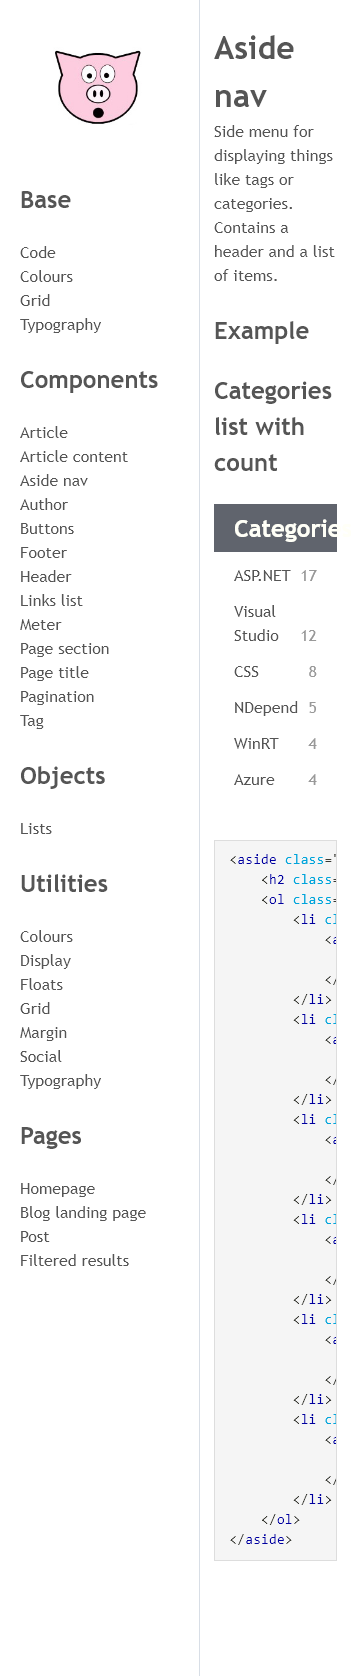 Base
Code
Colours
Grid
Typography
Components
Article
Article content
Aside nav
Author
Buttons
Footer
Header
Links list
Meter
Page section
Page title
Pagination
Tag
Objects
Lists
Utilities
Colours
Display
Floats
Grid
Margin
Social
Typography
Pages
Homepage
Blog landing page
Post
Filtered results
Aside
nav
Side menu for
displaying things
like tags or
categories.
Contains a
header and a list
of items.
Example
Categories
list with
count
Categorie
ASP.NET 17
Visual
Studio 12
CSS 8
NDepend 5
WinRT 4
Azure 4
<aside class="
<h2 class=
<ol class=
<li cl
<a
</
</li>
<li cl
<a
</
</li>
<li cl
<a
</
</li>
<li cl
<a
</
</li>
<li cl
<a
</
</li>
<li cl
<a
</
</li>
</ol>
</aside>